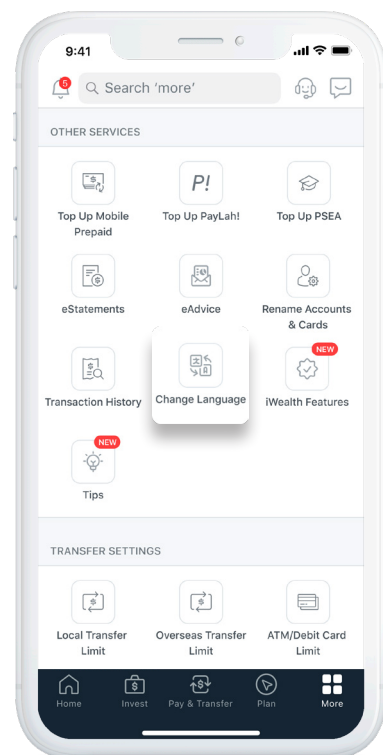 9:41
5
Search 'more'
OTHER SERVICES
P!
Top Up Mobile
Prepaid
Top Up PayLah!
Top Up PSEA
eStatements
eAdvice
Rename Accounts
& Cards
NEW
Transaction History
Change Language
iWealth Features
NEW
Tips
TRANSFER SETTINGS
Local Transfer
Limit
Overseas Transfer
Limit
ATM/Debit Card
Limit
Home
Invest
Pay & Transfer
Plan
More